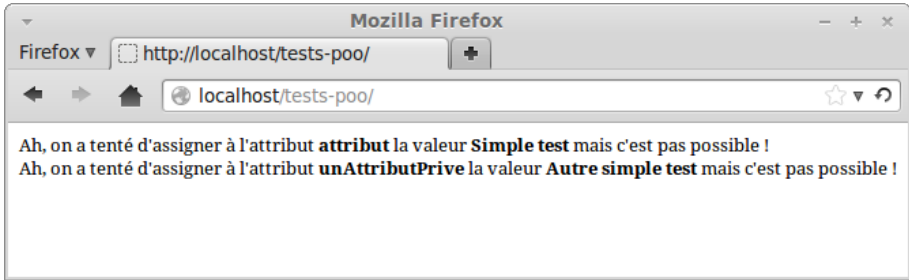 Mozilla Firefox
Firefox
http://localhost/tests-poo/
localhost/tests-poo/
Ah, on a tenté d'assigner à l'attribut attribut la valeur Simple test mais c'est pas possible !
Ah, on a tenté d'assigner à l'attribut unAttributPrive la valeur Autre simple test mais c'est pas possible !